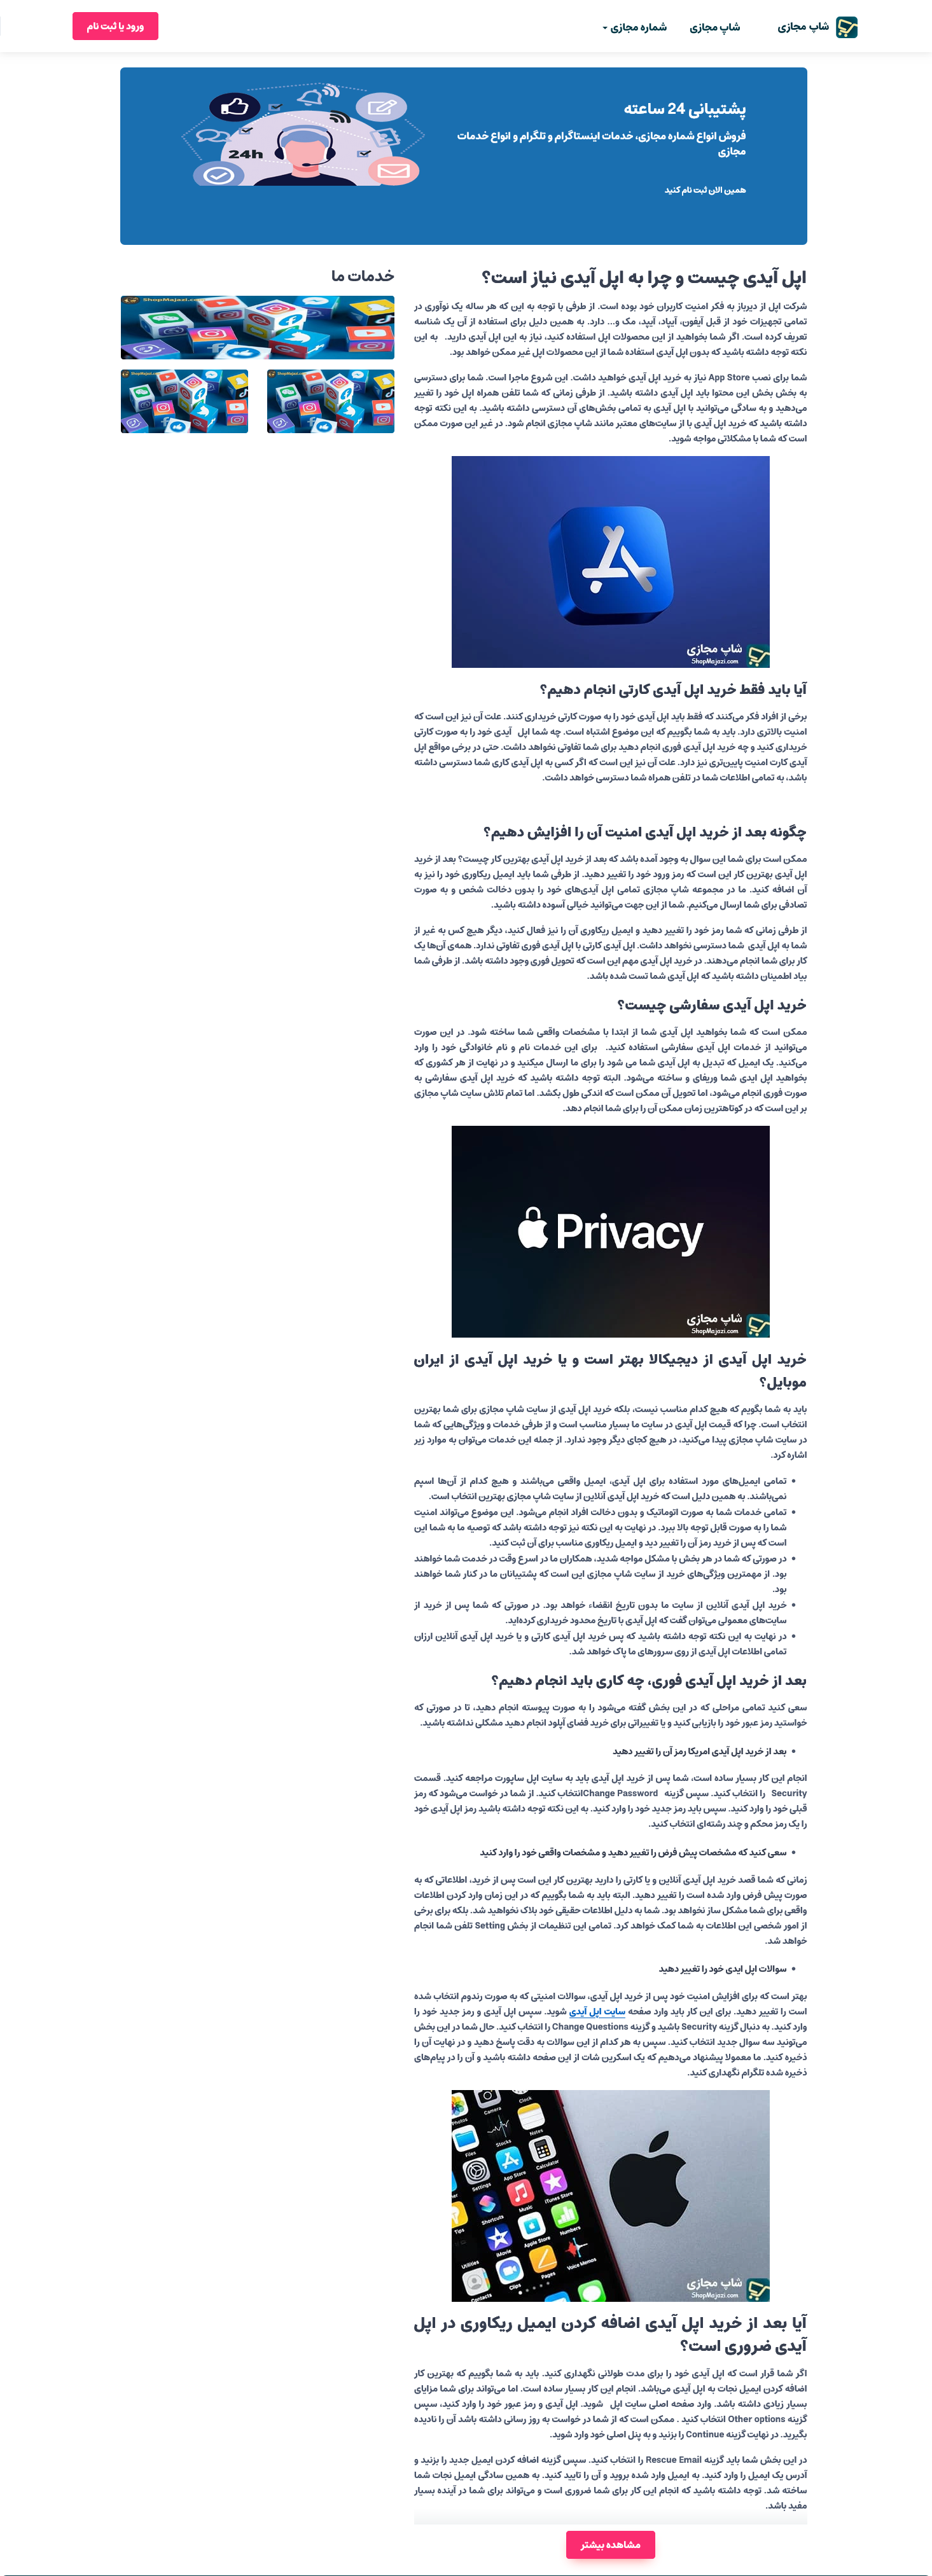 شاپ مجازی
شاپ مجازی
شماره مجازی
ورود یا ثبت نام
پشتیبانی 24 ساعته
فروش انواع شماره مجازی، خدمات اینستاگرام و تلگرام و انواع خدمات
مجازی
همین الان ثبت نام کنید
24h
اپل آیدی چیست و چرا به اپل آیدی نیاز است؟
شرکت اپل از دیرباز به فکر امنیت کاربران خود بوده است. از طرفی با توجه به این که هر ساله یک نوآوری در
تمامی تجهیزات خود از قبل آیفون، آیپاد، آیپد، مک و... دارد. به همین دلیل برای استفاده از آن یک شناسه
تعریف کرده است. اگر شما بخواهید از این محصولات اپل استفاده کنید، نیاز به این اپل آیدی دارید. به این
نکته توجه داشته باشید که بدون اپل آیدی استفاده شما از این محصولات اپل غیر ممکن خواهد بود.
شما برای نصب App Store نیاز به خرید اپل آیدی خواهید داشت. این شروع ماجرا است. شما برای دسترسی
به بخش بخش این محتوا باید اپل آیدی داشته باشید. از طرفی زمانی که شما تلفن همراه اپل خود را تغییر
می‌دهید و به سادگی می‌توانید با اپل آیدی به تمامی بخش‌های آن دسترسی داشته باشید. به این نکته توجه
داشته باشید که خرید اپل آیدی با از سایت‌های معتبر مانند شاپ مجازی انجام شود. در غیر این صورت ممکن
است که شما با مشکلاتی مواجه شوید.
شاپ مجازی
ShopMajazi.com
آیا باید فقط خرید اپل آیدی کارتی انجام دهیم؟
برخی از افراد فکر می‌کنند که فقط باید اپل آیدی خود را به صورت کارتی خریداری کنند. علت آن نیز این است که
امنیت بالاتری دارد. باید به شما بگوییم که این موضوع اشتباه است. چه شما اپل آیدی خود را به صورت کارتی
خریداری کنید و چه خرید اپل آیدی فوری انجام دهید برای شما تفاوتی نخواهد داشت. حتی در برخی مواقع اپل
آیدی کارت امنیت پایین‌تری نیز دارد. علت آن نیز این است که اگر کسی به اپل آیدی کاری شما دسترسی داشته
باشد، به تمامی اطلاعات شما در تلفن همراه شما دسترسی خواهد داشت.
چگونه بعد از خرید اپل آیدی امنیت آن را افزایش دهیم؟
ممکن است برای شما این سوال به وجود آمده باشد که بعد از خرید اپل آیدی بهترین کار چیست؟ بعد از خرید
اپل آیدی بهترین کار این است که رمز ورود خود را تغییر دهید. از طرفی شما باید ایمیل ریکاوری خود را نیز به
آن اضافه کنید. ما در مجموعه شاپ مجازی تمامی اپل آیدی‌های خود را بدون دخالت شخص و به صورت
تصادفی برای شما ارسال می‌کنیم. شما از این جهت می‌توانید خیالی آسوده داشته باشید.
از طرفی زمانی که شما رمز خود را تغییر دهید و ایمیل ریکاوری آن را نیز فعال کنید، دیگر هیچ کس به غیر از
شما به اپل آیدی شما دسترسی نخواهد داشت. اپل آیدی کارتی با اپل آیدی فوری تفاوتی ندارد. همه‌ی آن‌ها یک
کار برای شما انجام می‌دهند. در خرید اپل آیدی مهم این است که تحویل فوری وجود داشته باشد. از طرفی شما
بیاد اطمینان داشته باشید که اپل آیدی شما تست شده باشد.
خرید اپل آیدی سفارشی چیست؟
ممکن است که شما بخواهید اپل آیدی شما از ابتدا با مشخصات واقعی شما ساخته شود. در این صورت
می‌توانید از خدمات اپل آیدی سفارشی استفاده کنید. برای این خدمات نام و نام خانوادگی خود را وارد
می‌کنید. یک ایمیل که تبدیل به اپل آیدی شما می شود را برای ما ارسال میکنید و در نهایت از هر کشوری که
بخواهید اپل ایدی شما وریفای و ساخته می‌شود. البته توجه داشته باشید که خرید اپل آیدی سفارشی به
صورت فوری انجام می‌شود، اما تحویل آن ممکن است که اندکی طول بکشد. اما تمام تلاش سایت شاپ مجازی
بر این است که در کوتاهترین زمان ممکن آن را برای شما انجام دهد.
Privacy
شاپ مجازی
ShopMajazi.com
خرید اپل آیدی از دیجیکالا بهتر است و یا خرید اپل آیدی از ایران
موبایل؟
باید به شما بگویم که هیچ کدام مناسب نیست، بلکه خرید اپل آیدی از سایت شاپ مجازی برای شما بهترین
انتخاب است. چرا که قیمت اپل آیدی در سایت ما بسیار مناسب است و از طرفی خدمات و ویژگی‌هایی که شما
در سایت شاپ مجازی پیدا می‌کنید، در هیچ کجای دیگر وجود ندارد. از جمله این خدمات می‌توان به موارد زیر
اشاره کرد.
• تمامی ایمیل‌های مورد استفاده برای اپل آیدی، ایمیل واقعی می‌باشند و هیچ کدام از آن‌ها اسپم
نمی‌باشند. به همین دلیل است که خرید اپل آیدی آنلاین از سایت شاپ مجازی بهترین انتخاب است.
• تمامی خدمات شما به صورت اتوماتیک و بدون دخالت افراد انجام می‌شود. این موضوع می‌تواند امنیت
شما را به صورت قابل توجه بالا ببرد. در نهایت به این نکته نیز توجه داشته باشد که توصیه ما به شما این
است که پس از خرید رمز آن را تغییر دید و ایمیل ریکاوری مناسب برای آن ثبت کنید.
• در صورتی که شما در هر بخش با مشکل مواجه شدید، همکاران ما در اسرع وقت در خدمت شما خواهند
بود. از مهمترین ویژگی‌های خرید از سایت شاپ مجازی این است که پشتیبانان ما در کنار شما خواهند
بود.
• خرید اپل آیدی آنلاین از سایت ما بدون تاریخ انقضاء خواهد بود. در صورتی که شما پس از خرید از
سایت‌های معمولی می‌توان گفت که اپل آیدی با تاریخ محدود خریداری کرده‌اید.
• در نهایت به این نکته توجه داشته باشید که پس خرید اپل آیدی کارتی و یا خرید اپل آیدی آنلاین ارزان
تمامی اطلاعات اپل آیدی از روی سرورهای ما پاک خواهد شد.
بعد از خرید اپل آیدی فوری، چه کاری باید انجام دهیم؟
سعی کنید تمامی مراحلی که در این بخش گفته می‌شود را به صورت پیوسته انجام دهید، تا در صورتی که
خواستید رمز عبور خود را بازیابی کنید و یا تغییراتی برای خرید فضای آپلود انجام دهید مشکلی نداشته باشید.
• بعد از خرید اپل آیدی امریکا رمز آن را تغییر دهید
انجام این کار بسیار ساده است، شما پس از خرید اپل آیدی باید به سایت اپل ساپورت مراجعه کنید. قسمت
Security را انتخاب کنید. سپس گزینه Change Passwordانتخاب کنید. از شما در خواست می‌شود که رمز
قبلی خود را وارد کنید. سپس باید رمز جدید خود را وارد کنید. به این نکته توجه داشته باشید رمز اپل آیدی خود
را یک رمز محکم و چند رشته‌ای انتخاب کنید.
• سعی کنید که مشخصات پیش فرض را تغییر دهید و مشخصات واقعی خود را وارد کنید
زمانی که شما قصد خرید اپل آیدی آنلاین و یا کارتی را دارید بهترین کار این است پس از خرید، اطلاعاتی که به
صورت پیش فرض وارد شده است را تغییر دهید. البته باید به شما بگوییم که در این زمان وارد کردن اطلاعات
واقعی برای شما مشکل ساز نخواهد بود. شما به دلیل اطلاعات حقیقی خود بلاک نخواهید شد. بلکه برای برخی
از امور شخصی این اطلاعات به شما کمک خواهد کرد. تمامی این تنظیمات از بخش Setting تلفن شما انجام
خواهد شد.
• سوالات اپل ایدی خود را تغییر دهید
بهتر است که برای افزایش امنیت خود پس از خرید اپل آیدی، سوالات امنیتی که به صورت رندوم انتخاب شده
است را تغییر دهید. برای این کار باید وارد صفحه سایت اپل آیدی شوید. سپس اپل آیدی و رمز جدید خود را
وارد کنید. به دنبال گزینه Security باشید و گزینه Change Questions را انتخاب کنید. حال شما در این بخش
می‌تونید سه سوال جدید انتخاب کنید. سپس به هر کدام از این سوالات به دقت پاسخ دهید و در نهایت آن را
ذخیره کنید. ما معمولا پیشنهاد می‌دهیم که یک اسکرین شات از این صفحه داشته باشید و آن را در پیام‌های
ذخیره شده تلگرام نگهداری کنید.
Camera
Clock
Stocks
App Store
Calculator
Settings
Music
iTunes Store
Shortcuts
Numbers
Tips
iMovie
Apple Store
Utilities
Clips
Pages
Voice Memos
Contacts
شاپ مجازی
ShopMajazi.com
آیا بعد از خرید اپل آیدی اضافه کردن ایمیل ریکاوری در اپل
آیدی ضروری است؟
اگر شما قرار است که اپل آیدی خود را برای مدت طولانی نگهداری کنید. باید به شما بگوییم که بهترین کار
اضافه کردن ایمیل نجات به اپل آیدی می‌باشد. انجام این کار بسیار ساده است. اما می‌تواند برای شما مزایای
بسیار زیادی داشته باشد. وارد صفحه اصلی سایت اپل شوید. اپل آیدی و رمز عبور خود را وارد کنید، سپس
گزینه Other options انتخاب کنید . ممکن است که از شما در خواست به روز رسانی داشته باشد آن را نادیده
بگیرید. در نهایت گزینه Continue را بزنید و به پنل اصلی خود وارد شوید.
در این بخش شما باید گزینه Rescue Email را انتخاب کنید. سپس گزینه اضافه کردن ایمیل جدید را بزنید و
آدرس یک ایمیل را وارد کنید. به ایمیل وارد شده بروید و آن را تایید کنید. به همین سادگی ایمیل نجات شما
ساخته شد. توجه داشته باشید که انجام این کار برای شما ضروری است و می‌تواند برای شما در آینده بسیار
مفید باشد.
مشاهده بیشتر
خدمات ما
ShopMajazi.com
ShopMajazi.com
ShopMajazi.com